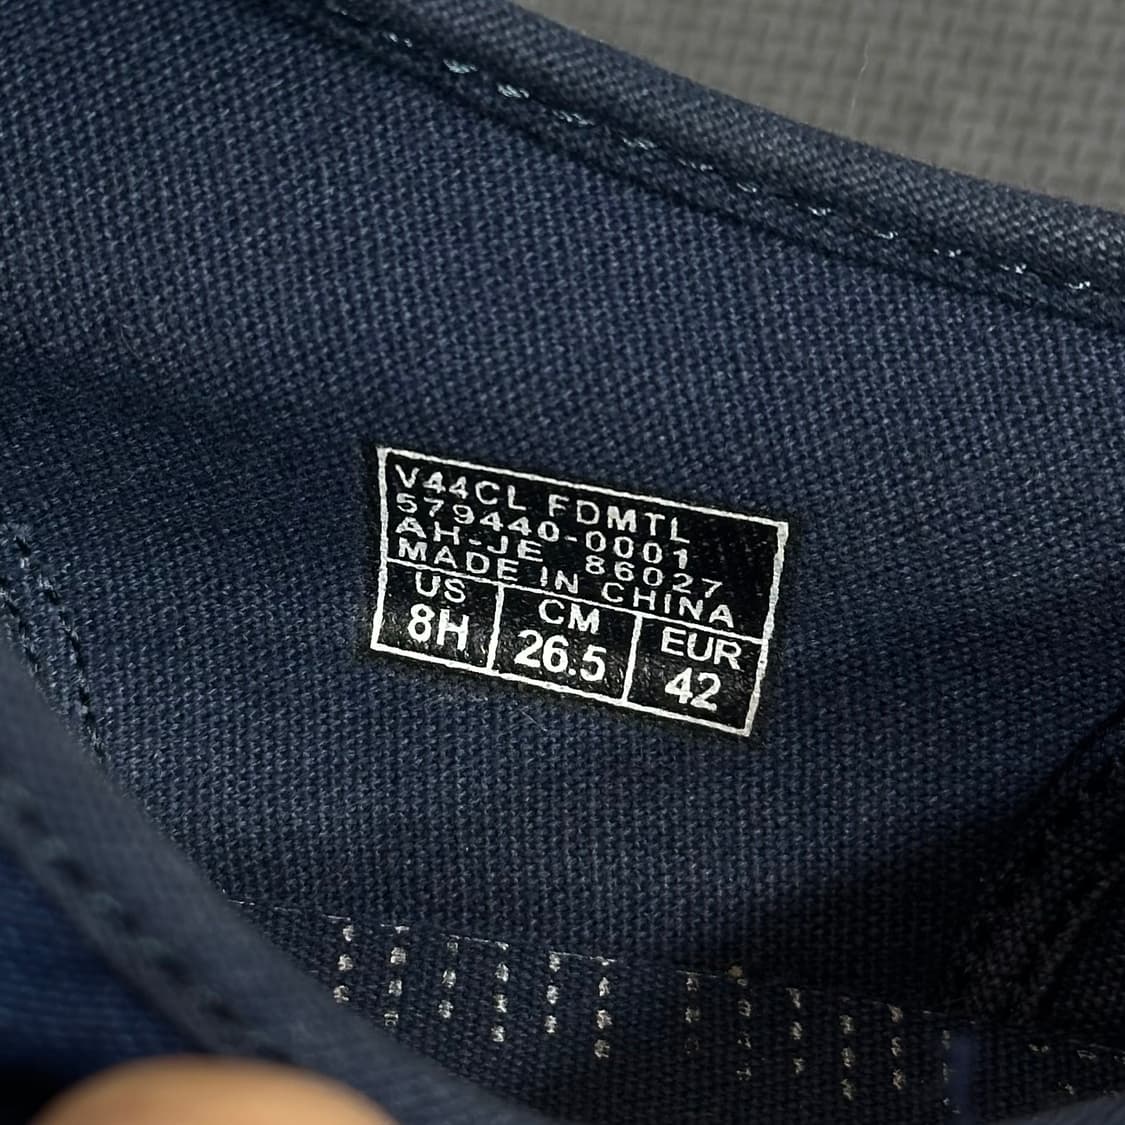 V44CL FDMTL
579440-0001
AH-JE 86027
MADE IN CHINA
US CM EUR
8H 26.5 42